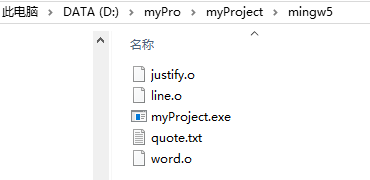 此电脑 > DATA (D:) > myPro > myProject > mingw5
名称
justify.o
line.o
myProject.exe
quote.txt
word.o